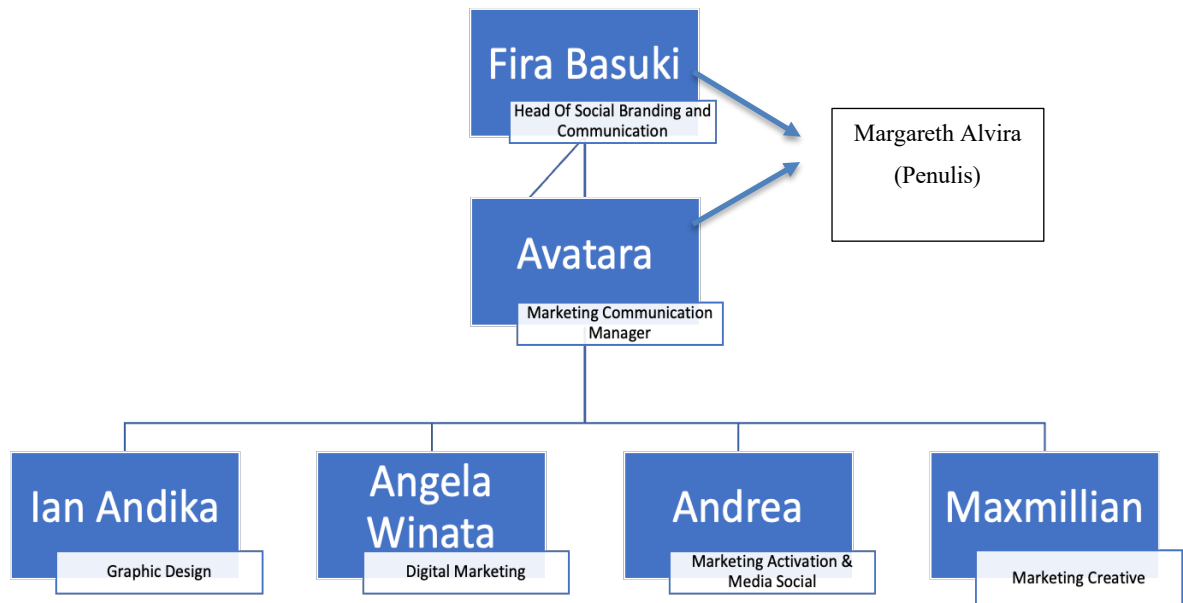 Fira Basuki
Head Of Social Branding and
Communication
Margareth Alvira
(Penulis)
Avatara
Marketing Communication
Manager
Ian Andika
Graphic Design
Angela
Winata
Digital Marketing
Andrea
Marketing Activation &
Media Social
Maxmillian
Marketing Creative